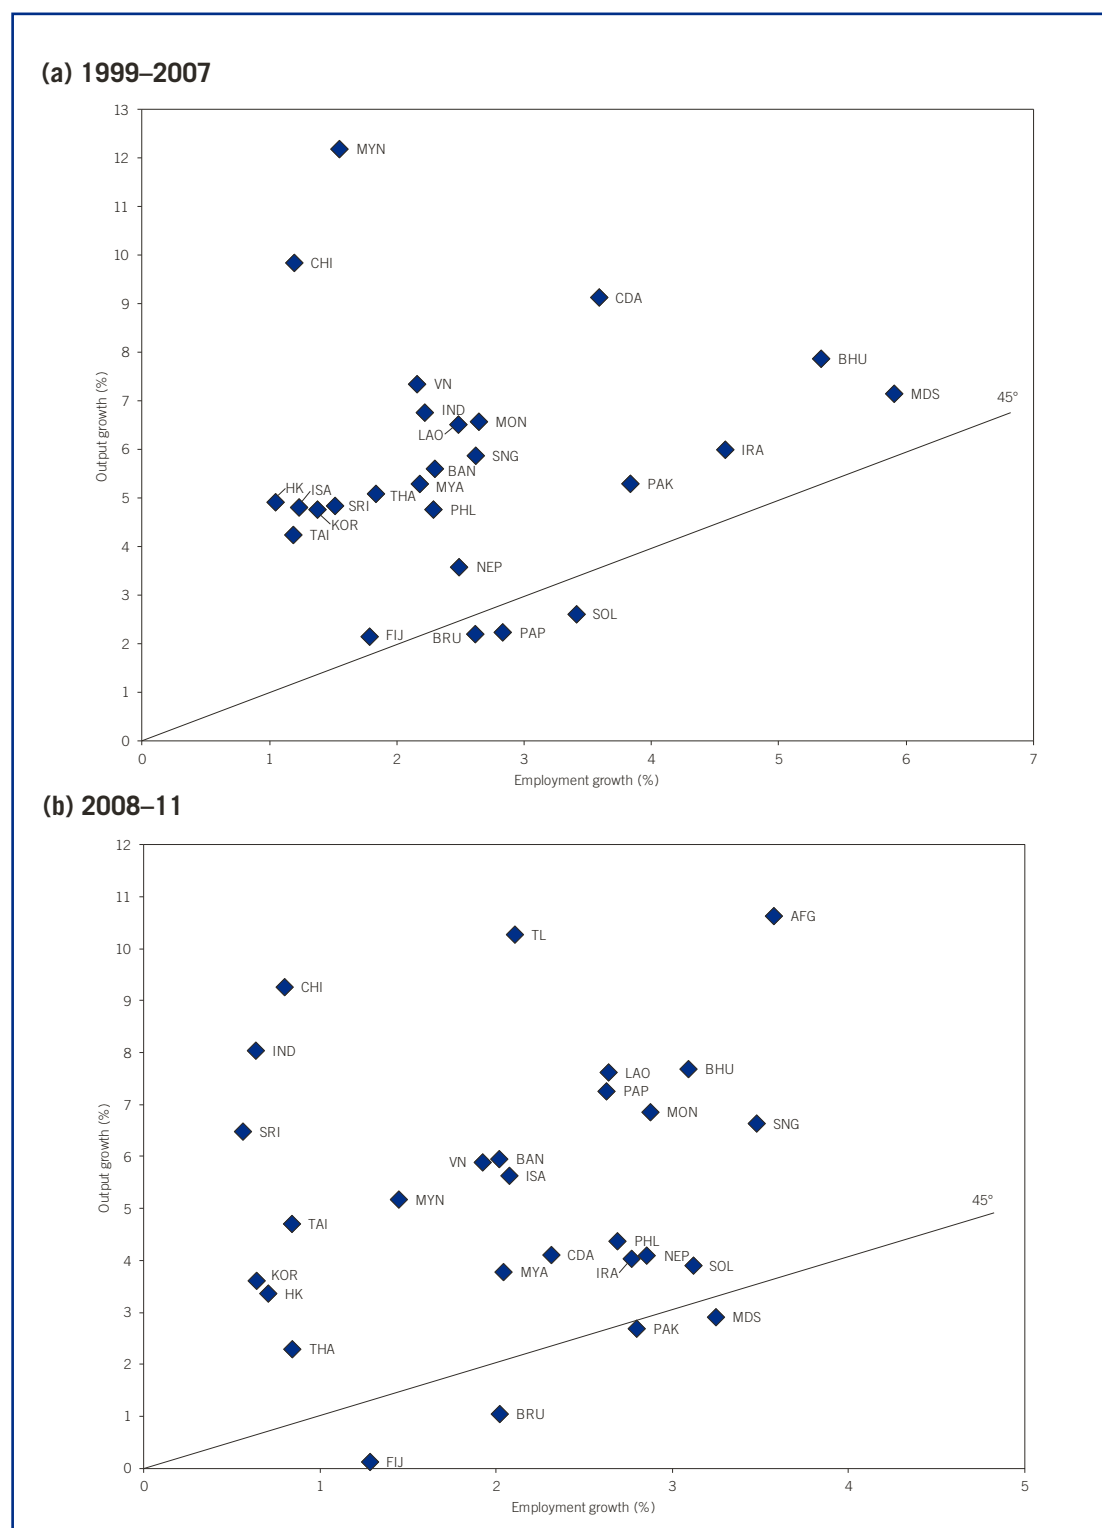 (a) 1999–2007
13
12
MYN
11
10
CHI
9
CDA
8
BHU
VN
MDS
7
45°
IND
MON
LAO
6
SNG
IRA
BAN
MYA
PAK
5
HK
ISA
THA
SRI
PHL
KOR
TAI
4
NEP
3
SOL
FIJ
BRU
PAP
2
1
0
Output growth (%)
0 1 2 3 4 5 6 7
Employment growth (%)
(b) 2008–11
12
11
AFG
TL
10
CHI
9
IND
8
LAO
BHU
PAP
7
MON
SNG
SRI
6
VN
BAN
ISA
MYN
5
45°
TAI
PHL
CDA
NEP
4
MYA
IRA
SOL
KOR
HK
3
MDS
PAK
THA
2
1
BRU
FIJ
0
Output growth (%)
0 1 2 3 4 5
Employment growth (%)